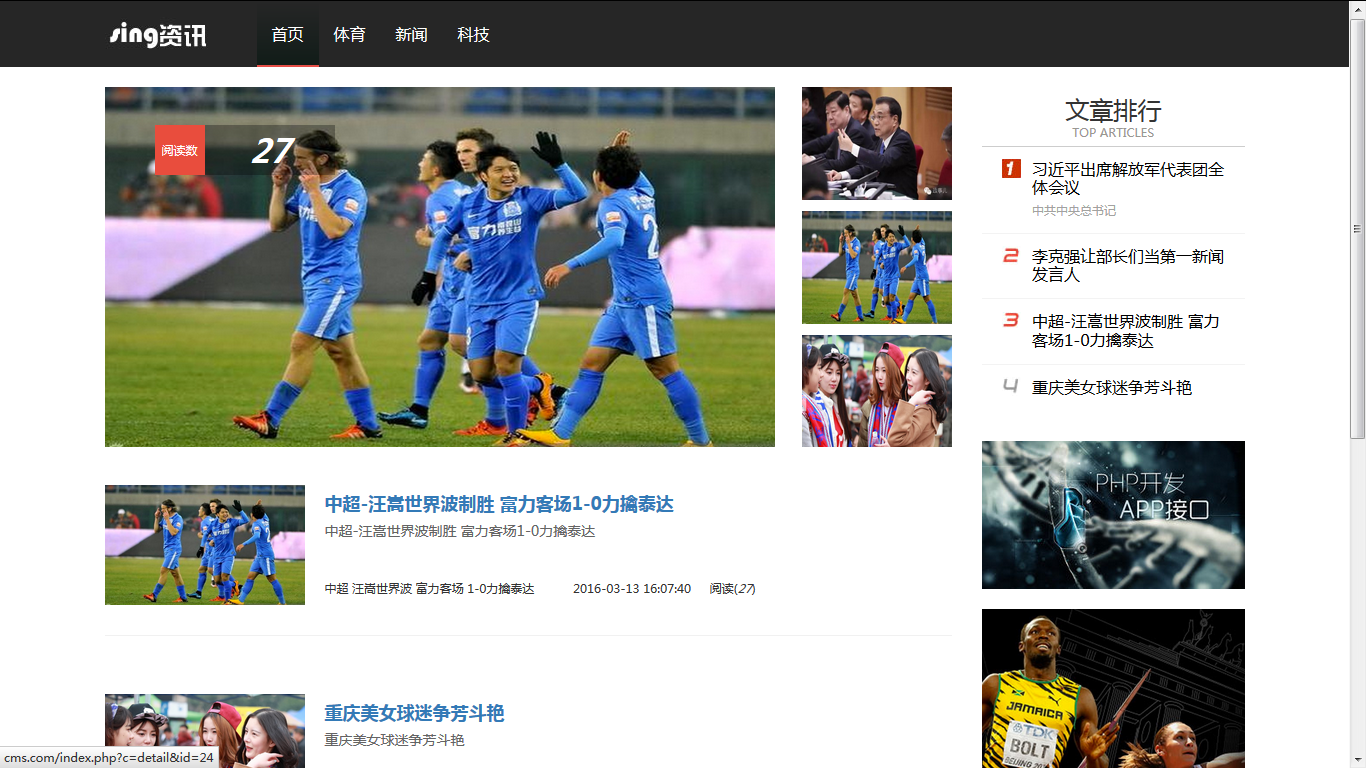 sing资讯
首页 体育 新闻 科技
阅读数 27
富力
2
文章排行
TOP ARTICLES
1 习近平出席解放军代表团全
体会议
中共中央总书记
2 李克强让部长们当第一新闻
发言人
3 中超-汪嵩世界波制胜 富力
客场1-0力擒泰达
4 重庆美女球迷争芳斗艳
PHP开发
APP接口
中超-汪嵩世界波制胜 富力客场1-0力擒泰达
中超-汪嵩世界波制胜 富力客场1-0力擒泰达
中超 汪嵩世界波 富力客场 1-0力擒泰达 2016-03-13 16:07:40 阅读(27)
JAMAICA
TDK
BOLT
重庆美女球迷争芳斗艳
重庆美女球迷争芳斗艳
cms.com/index.php?c=detail&id=24